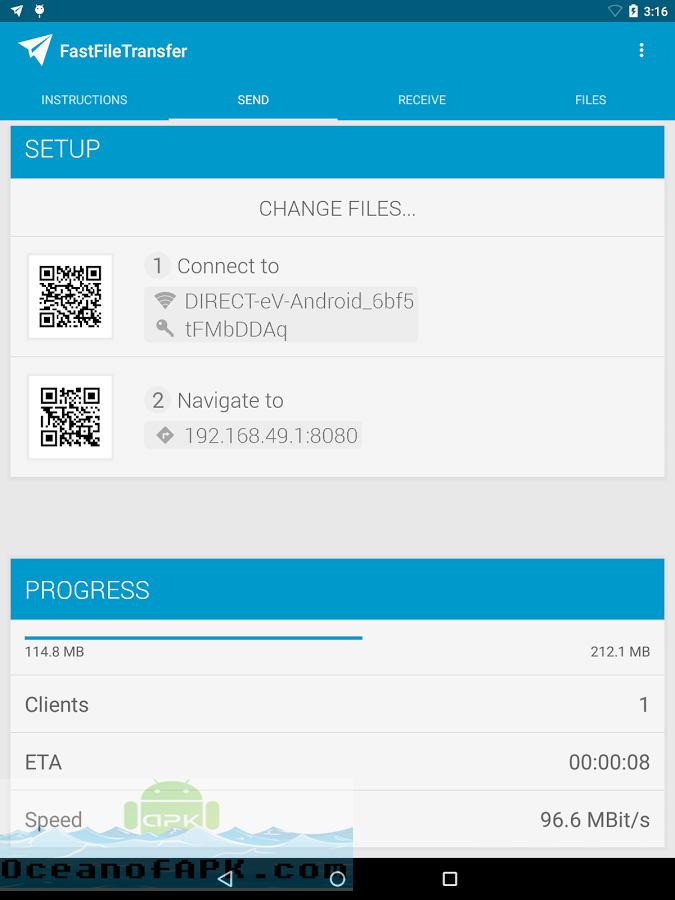 3:16
FastFileTransfer
INSTRUCTIONS
SEND
RECEIVE
FILES
SETUP
CHANGE FILES...
1 Connect to
DIRECT-eV-Android_6bf5
tFMbDDAq
2 Navigate to
192.168.49.1:8080
PROGRESS
114.8 MB
212.1 MB
Clients
1
ETA
00:00:08
Speed
96.6 MBit/s
APK
OceanofAPK.com